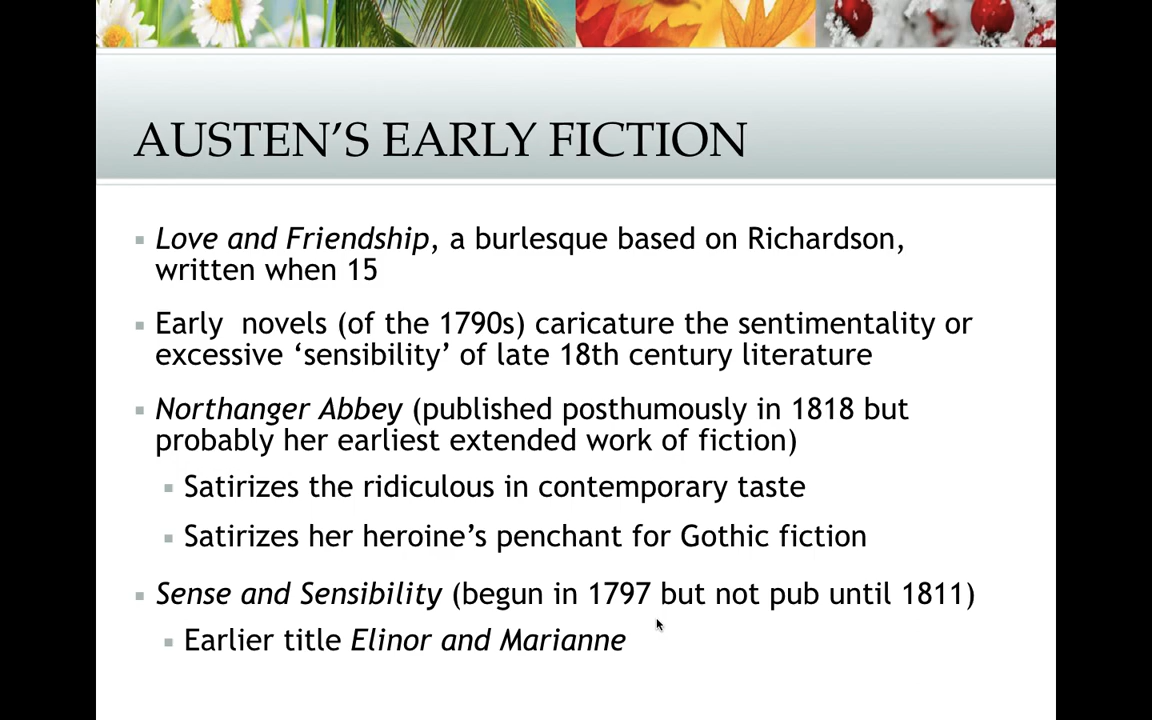 AUSTEN’S EARLY FICTION
Love and Friendship, a burlesque based on Richardson,
written when 15
Early  novels (of the 1790s) caricature the sentimentality or
excessive ‘sensibility’ of late 18th century literature
Northanger Abbey (published posthumously in 1818 but
probably her earliest extended work of fiction)
Satirizes the ridiculous in contemporary taste
Satirizes her heroine’s penchant for Gothic fiction
Sense and Sensibility (begun in 1797 but not pub until 1811)
Earlier title Elinor and Marianne